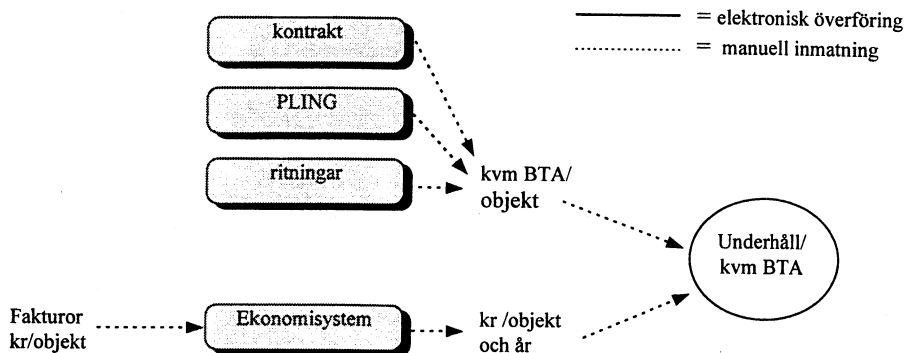 kontrakt
= elektronisk överföring
= manuell inmatning
PLING
ritningar
kvm BTA/
objekt
Underhåll/
kvm BTA
Fakturor
kr/objekt
Ekonomisystem
kr /objekt
och år